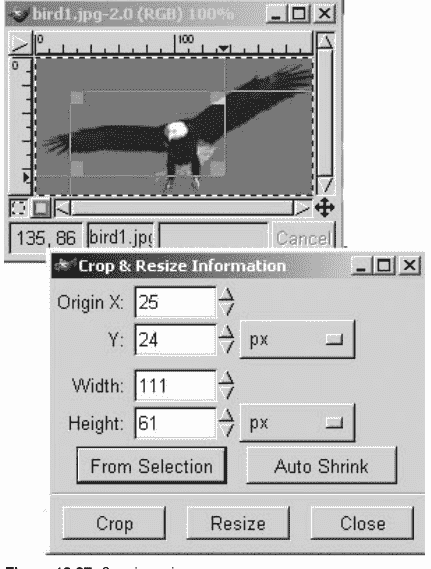 bird1.jpg-2.0 (RGB) 100%
0 100
0
135, 86 bird1.jp Cancel
Crop & Resize Information
Origin X: 25
Y: 24 px
Width: 111
Height: 61 px
From Selection Auto Shrink
Crop Resize Close